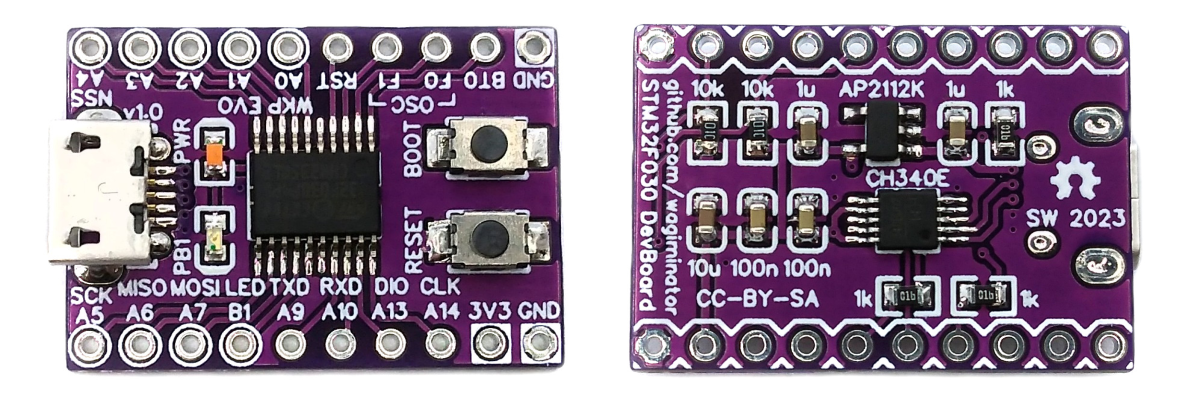 A4 A3 A2 A1 A0 RST F1 F0 BT0 GND
SSN v1.0 EVO WKP OSC
PWR
BOOT
PB1
RESET
SCK MISO MOSI LED TXD RXD DIO CLK
A5 A6 A7 B1 A9 A10 A13 A14 3V3 GND
10k 10k 1u AP2112K 1u 1k
github.com/wagiminator
STM32F030 DevBoard
CH340E
SW 2023
10u 100n 100n
CC-BY-SA
1k 1k
01b 01b